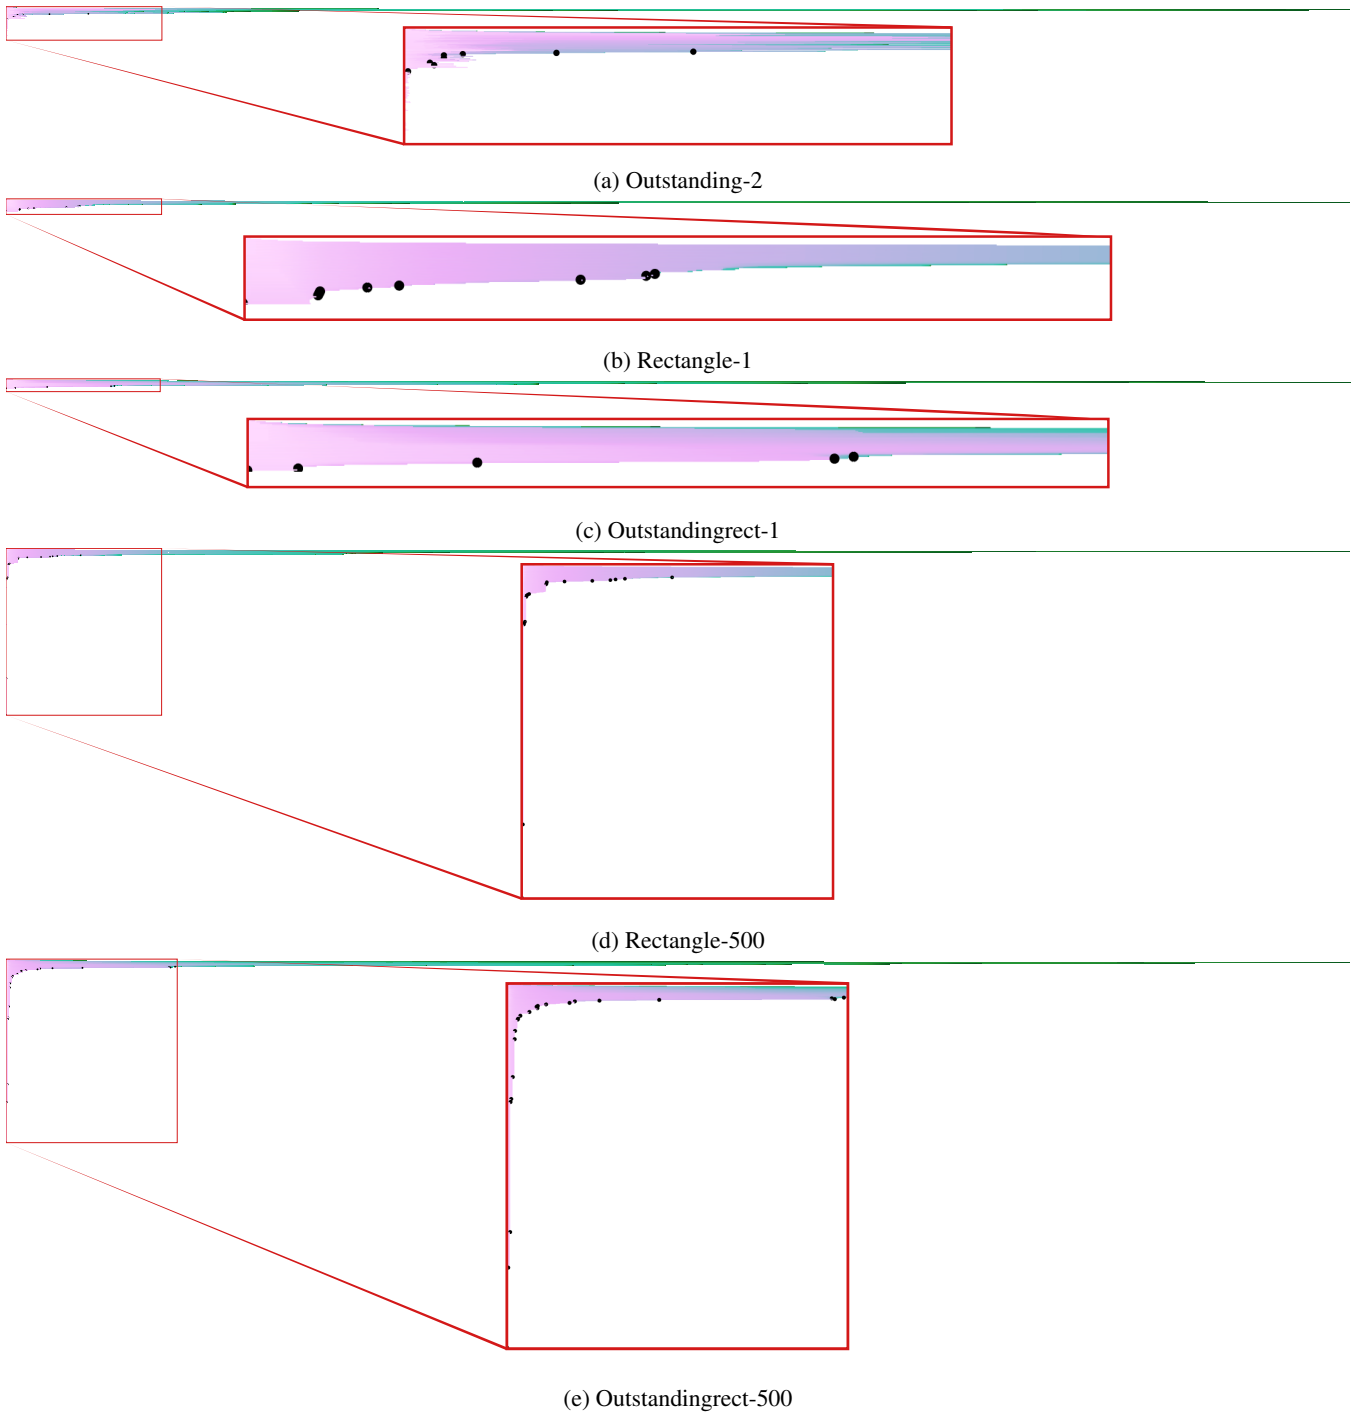 (a) Outstanding-2
(b) Rectangle-1
(c) Outstandingrect-1
(d) Rectangle-500
(e) Outstandingrect-500